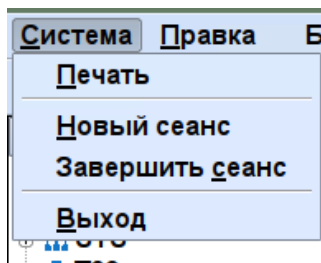 Система Правка Б
Печать
Новый сеанс
Завершить сеанс
Выход